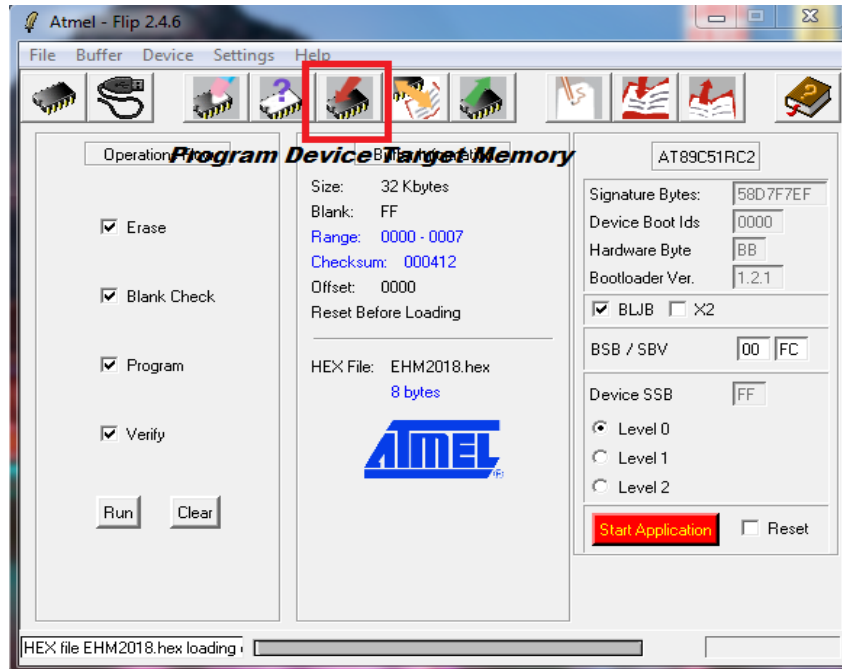 Atmel - Flip 2.4.6
File Buffer Device Settings Help
Program Device Target Memory
Erase
Blank Check
Program
Verify
Run Clear
Size: 32 Kbytes
Blank: FF
Range: 0000 - 0007
Checksum: 000412
Offset: 0000
Reset Before Loading
HEX File: EHM2018.hex
8 bytes
ATMEL
AT89C51RC2
Signature Bytes: 58D7F7EF
Device Boot Ids 0000
Hardware Byte BB
Bootloader Ver. 1.2.1
BLJB X2
BSB / SBV 00 FC
Device SSB FF
Level 0
Level 1
Level 2
Start Application Reset
HEX file EHM2018.hex loading